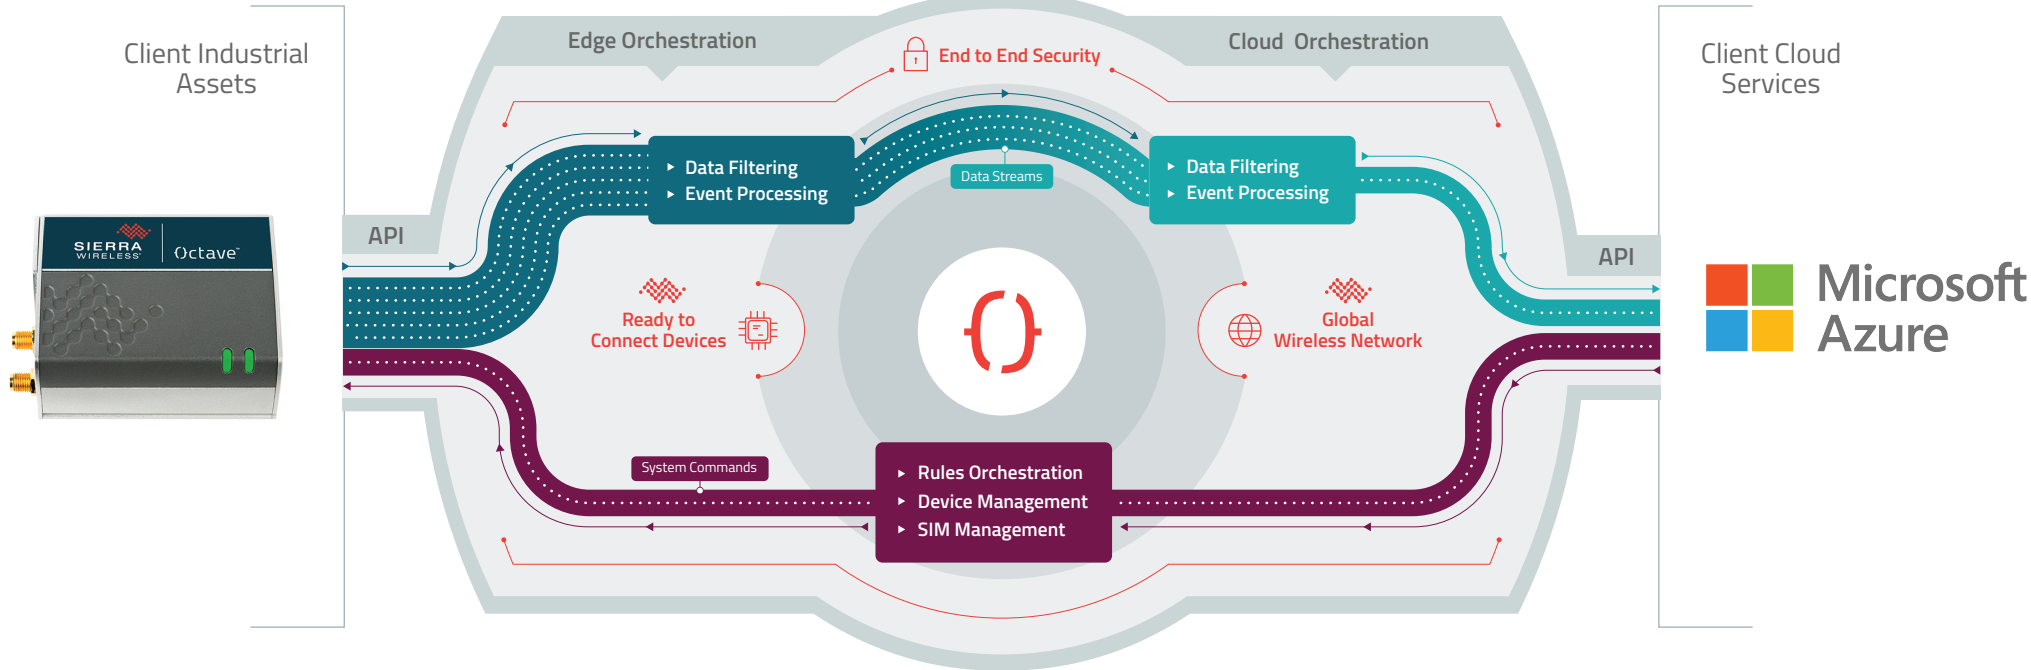 Client Industrial
Assets
Edge Orchestration
End to End Security
Cloud Orchestration
Client Cloud
Services
Data Filtering
Event Processing
Data Streams
Data Filtering
Event Processing
API
API
SIERRA
WIRELESS
Octave™
Ready to
Connect Devices
Global
Wireless Network
Microsoft
Azure
System Commands
Rules Orchestration
Device Management
SIM Management